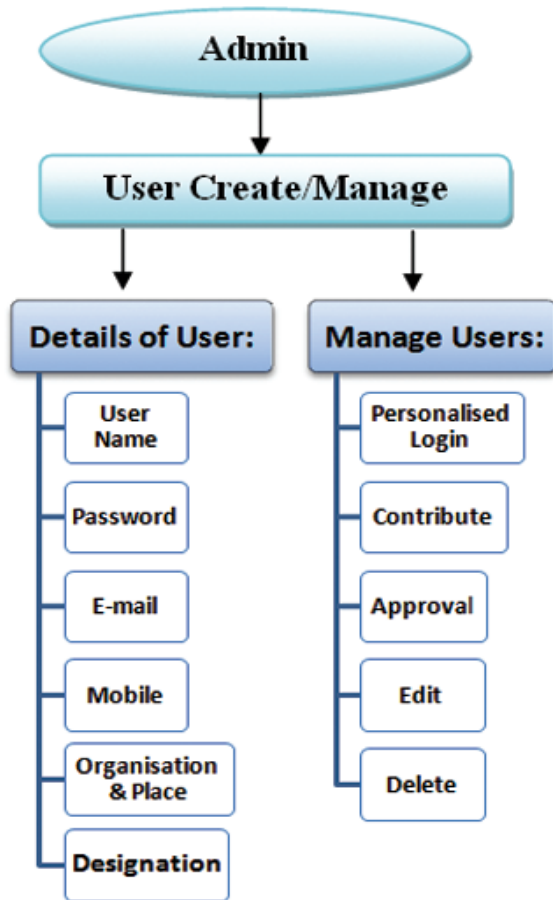 Admin
User Create/Manage
Details of User:
User
Name
Password
E-mail
Mobile
Organisation
& Place
Designation
Manage Users:
Personalised
Login
Contribute
Approval
Edit
Delete